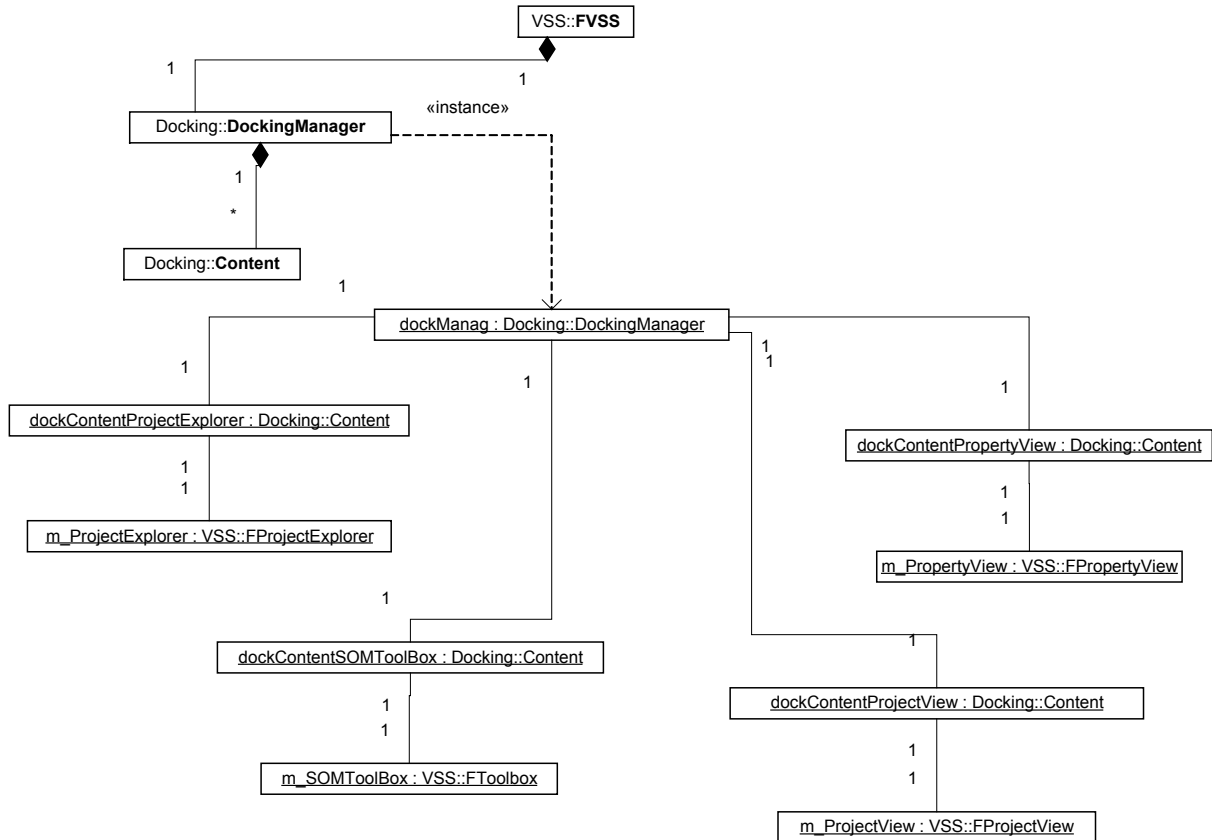 VSS::FVSS
1
1
«instance»
Docking::DockingManager
1
*
Docking::Content
1
dockManag : Docking::DockingManager
1
1
1
1
1
dockContentProjectExplorer : Docking::Content
1
dockContentPropertyView : Docking::Content
1
1
1
1
m_ProjectExplorer : VSS::FProjectExplorer
m_PropertyView : VSS::FPropertyView
1
1
dockContentSOMToolBox : Docking::Content
dockContentProjectView : Docking::Content
1
1
1
1
m_SOMToolBox : VSS::FToolbox
m_ProjectView : VSS::FProjectView